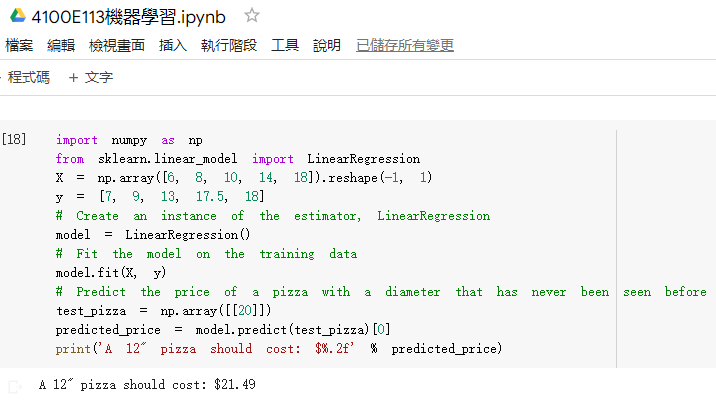 4100E113機器學習.ipynb
檔案 編輯 檢視畫面 插入 執行階段 工具 說明 已儲存所有變更
程式碼 + 文字
[18] import numpy as np
from sklearn.linear_model import LinearRegression
X = np.array([6, 8, 10, 14, 18]).reshape(-1, 1)
y = [7, 9, 13, 17.5, 18]
# Create an instance of the estimator, LinearRegression
model = LinearRegression()
# Fit the model on the training data
model.fit(X, y)
# Predict the price of a pizza with a diameter that has never been seen before
test_pizza = np.array([[20]])
predicted_price = model.predict(test_pizza)[0]
print('A 12" pizza should cost: $%.2f' % predicted_price)
A 12" pizza should cost: $21.49